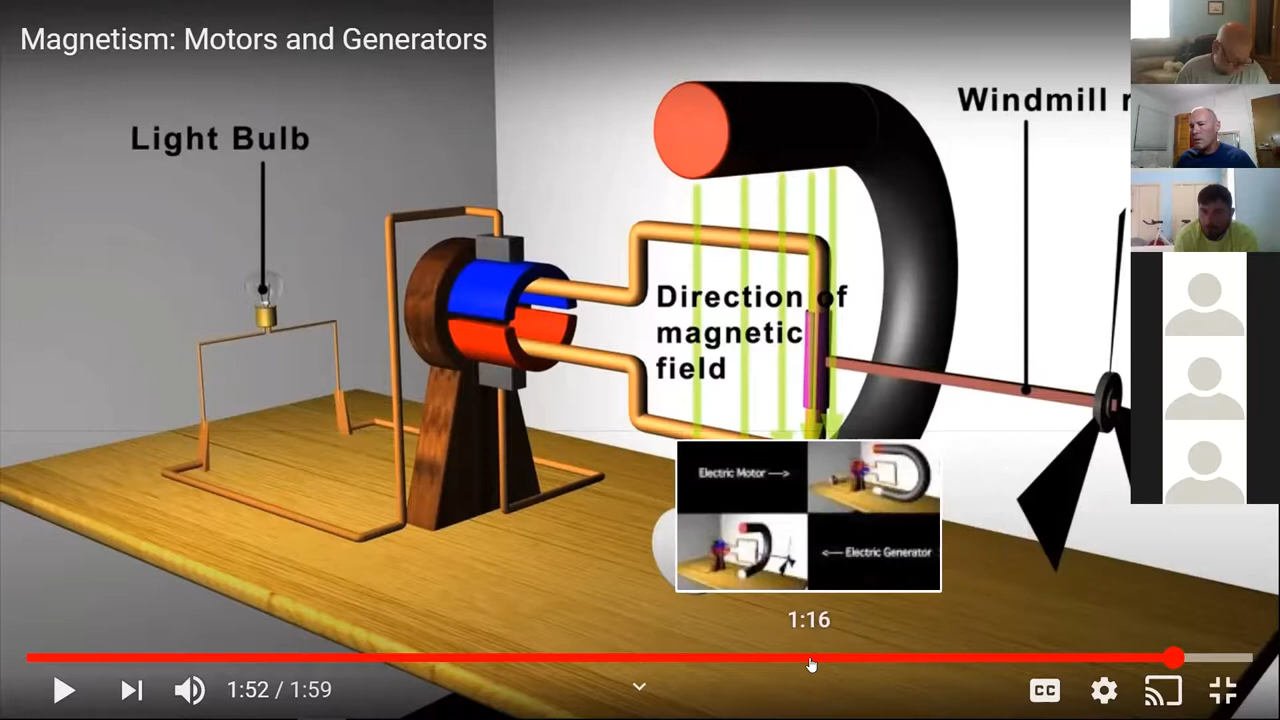 Magnetism: Motors and Generators
Light Bulb
Windmill
Direction of
magnetic
field
Electric Motor —>
<— Electric Generator
1:16
1:52 / 1:59
CC